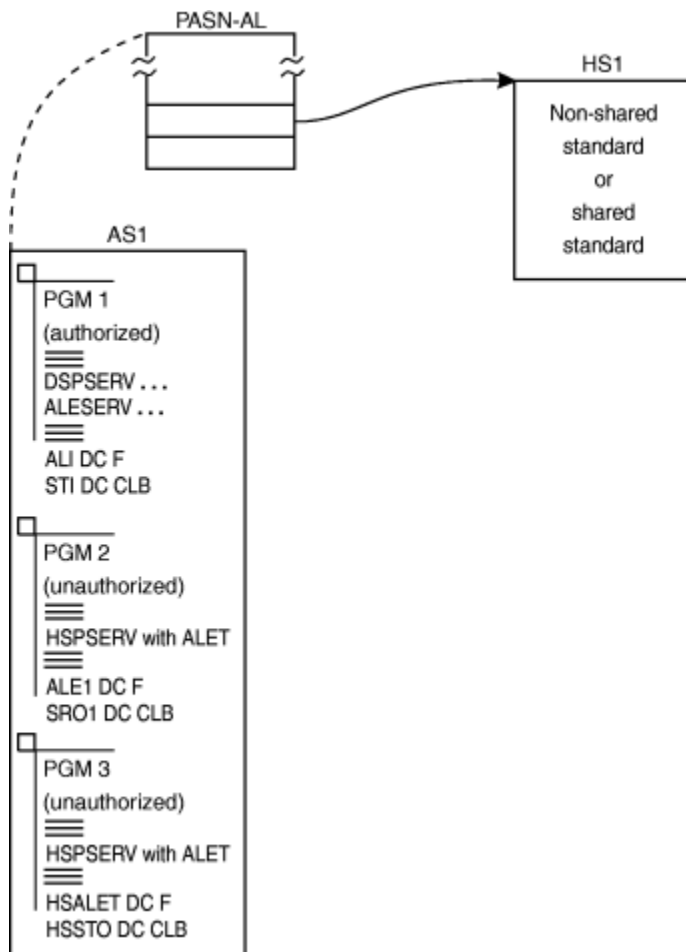 PASN-AL
HS1
Non-shared
standard
or
shared
standard
AS1
PGM 1
(authorized)
DSPSERV . . .
ALESERV . . .
ALI DC F
STI DC CLB
PGM 2
(unauthorized)
HSPSERV with ALET
ALE1 DC F
SRO1 DC CLB
PGM 3
(unauthorized)
HSPSERV with ALET
HSALET DC F
HSSTO DC CLB